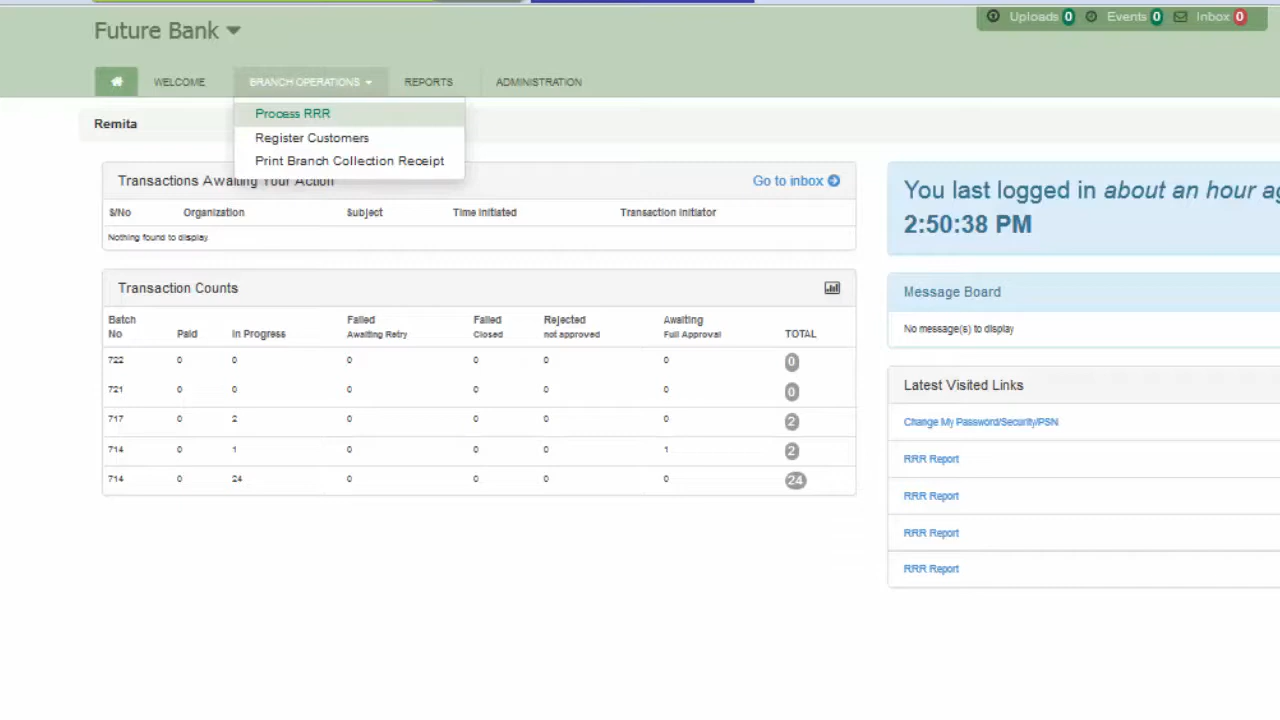 Future Bank
Uploads 0 Events 0 Inbox 0
WELCOME BRANCH OPERATIONS REPORTS ADMINISTRATION
Process RRR
Register Customers
Print Branch Collection Receipt
Remita
Transactions Awaiting Your Action Go to inbox
S/No Organization Subject Time Initiated Transaction Initiator
Nothing found to display
Transaction Counts
Batch No Paid In Progress Failed Awaiting Retry Failed Closed Rejected not approved Awaiting Full Approval TOTAL
722 0 0 0 0 0 0 0
721 0 0 0 0 0 0 0
717 0 2 0 0 0 0 2
714 0 1 0 0 0 1 2
714 0 24 0 0 0 0 24
You last logged in about an hour
2:50:38 PM
Message Board
No message(s) to display
Latest Visited Links
Change My Password/Security/PSN
RRR Report
RRR Report
RRR Report
RRR Report